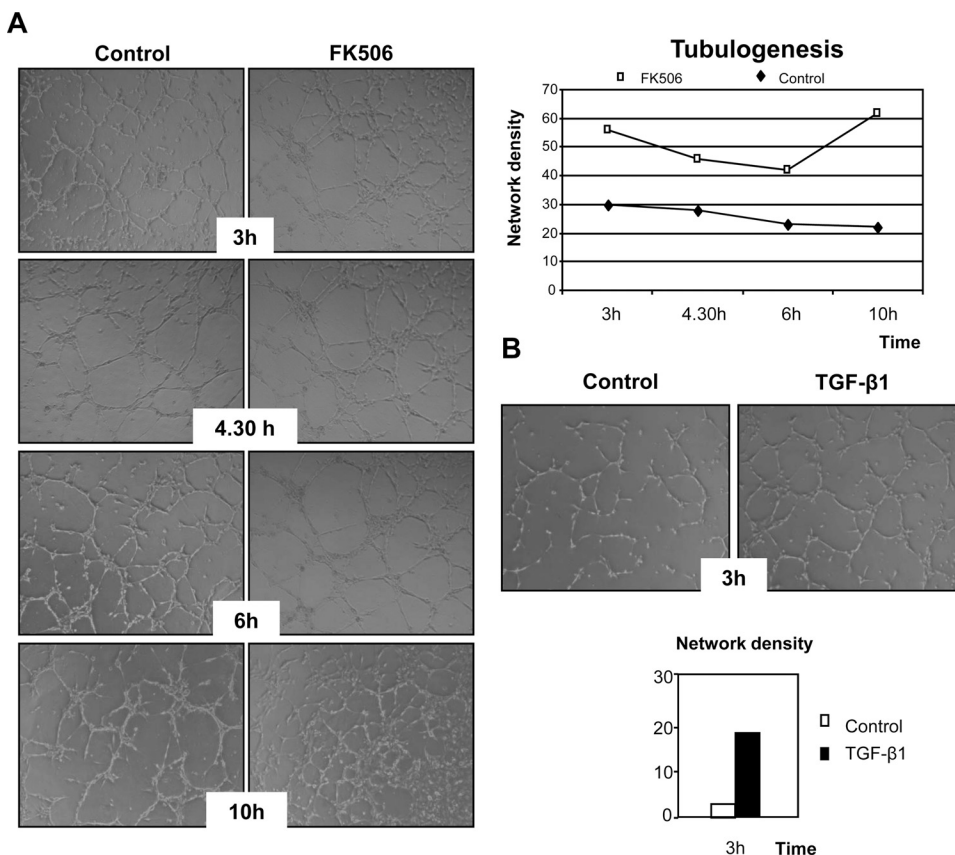 A
Control FK506
3h
4.30 h
6h
10h
Tubulogenesis
FK506 Control
Network density
70
60
50
40
30
20
10
0
3h 4.30h 6h 10h
Time
B
Control TGF-β1
3h
Network density
30
20
10
0
Control
TGF-β1
3h Time